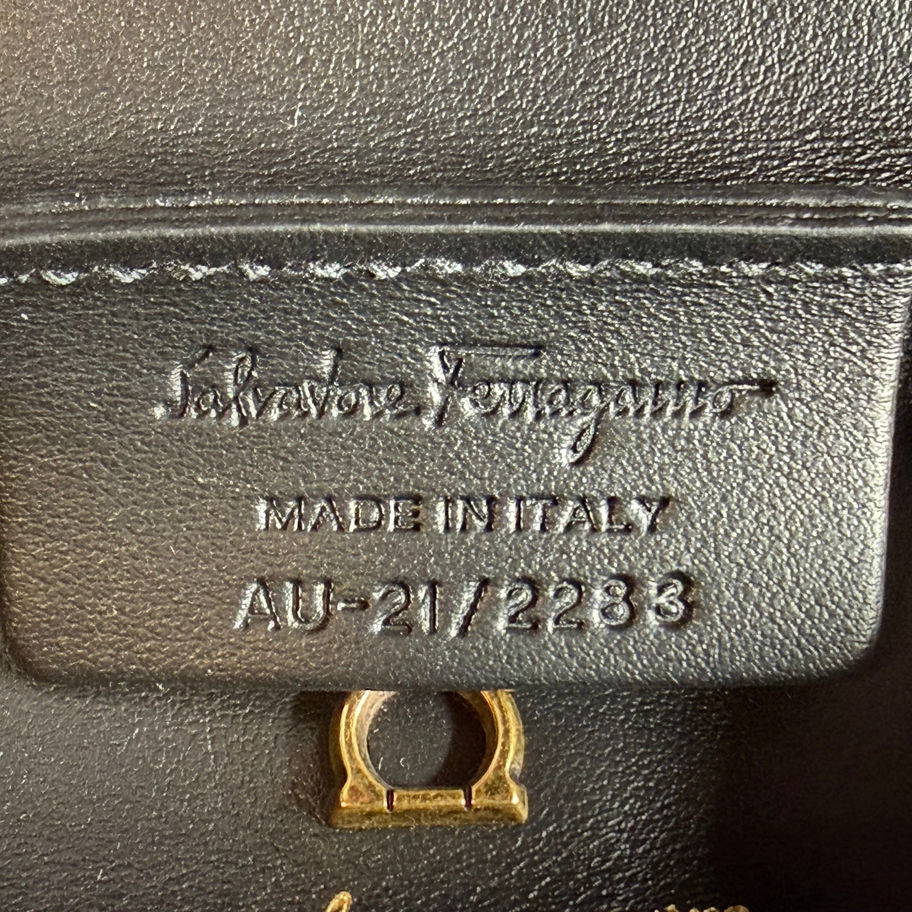 Salvatore Ferragamo
MADE IN ITALY
AU-21/2283